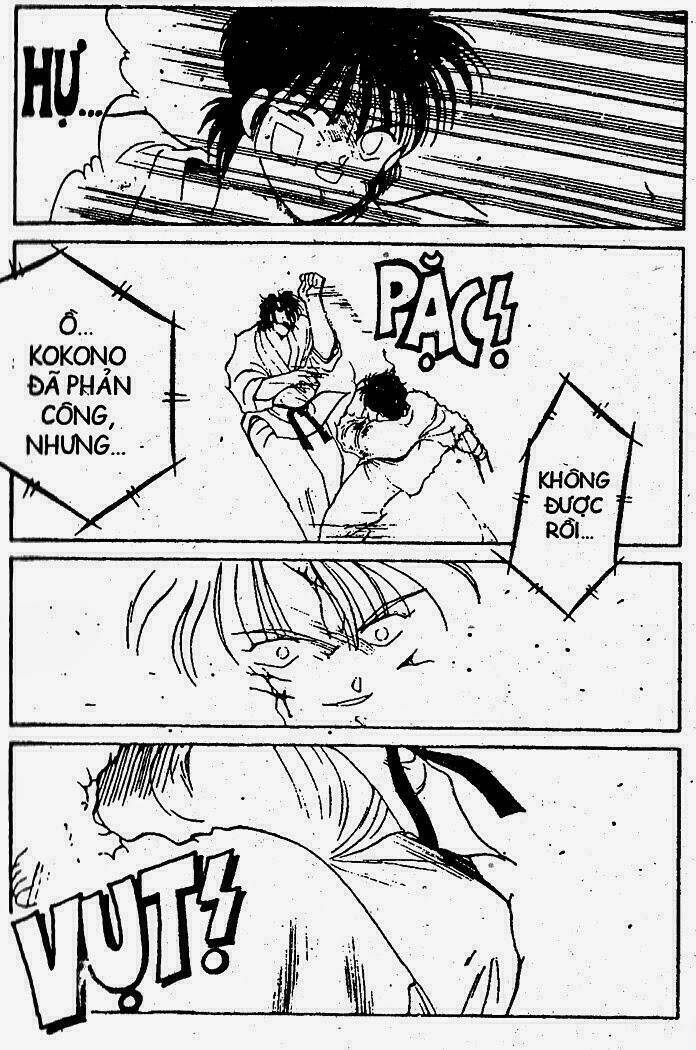 HỰ...
PẶC!
Ồ...
KOKONO
ĐÃ PHẢN
CÔNG,
NHƯNG...
KHÔNG
ĐƯỢC
RỒI...
VỤT!